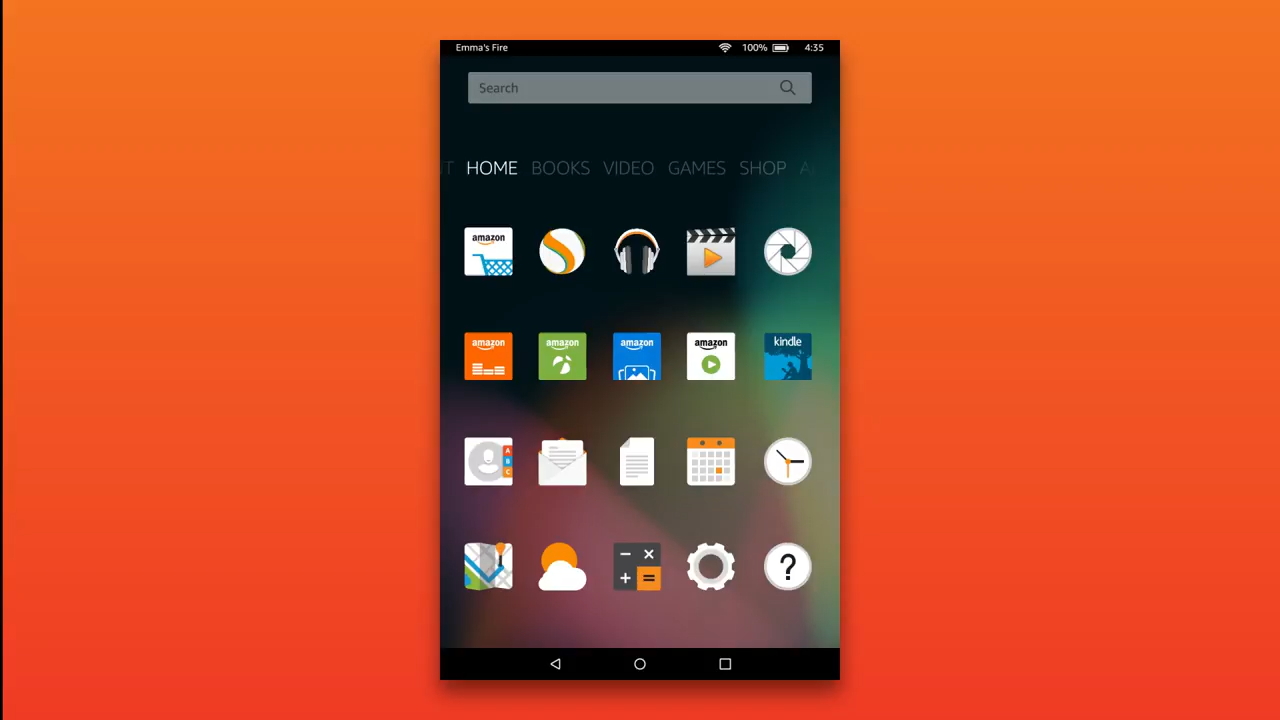 Emma's Fire 100% 4:35
Search
HOME BOOKS VIDEO GAMES SHOP
amazon
amazon amazon amazon amazon kindle
A
B
C
?